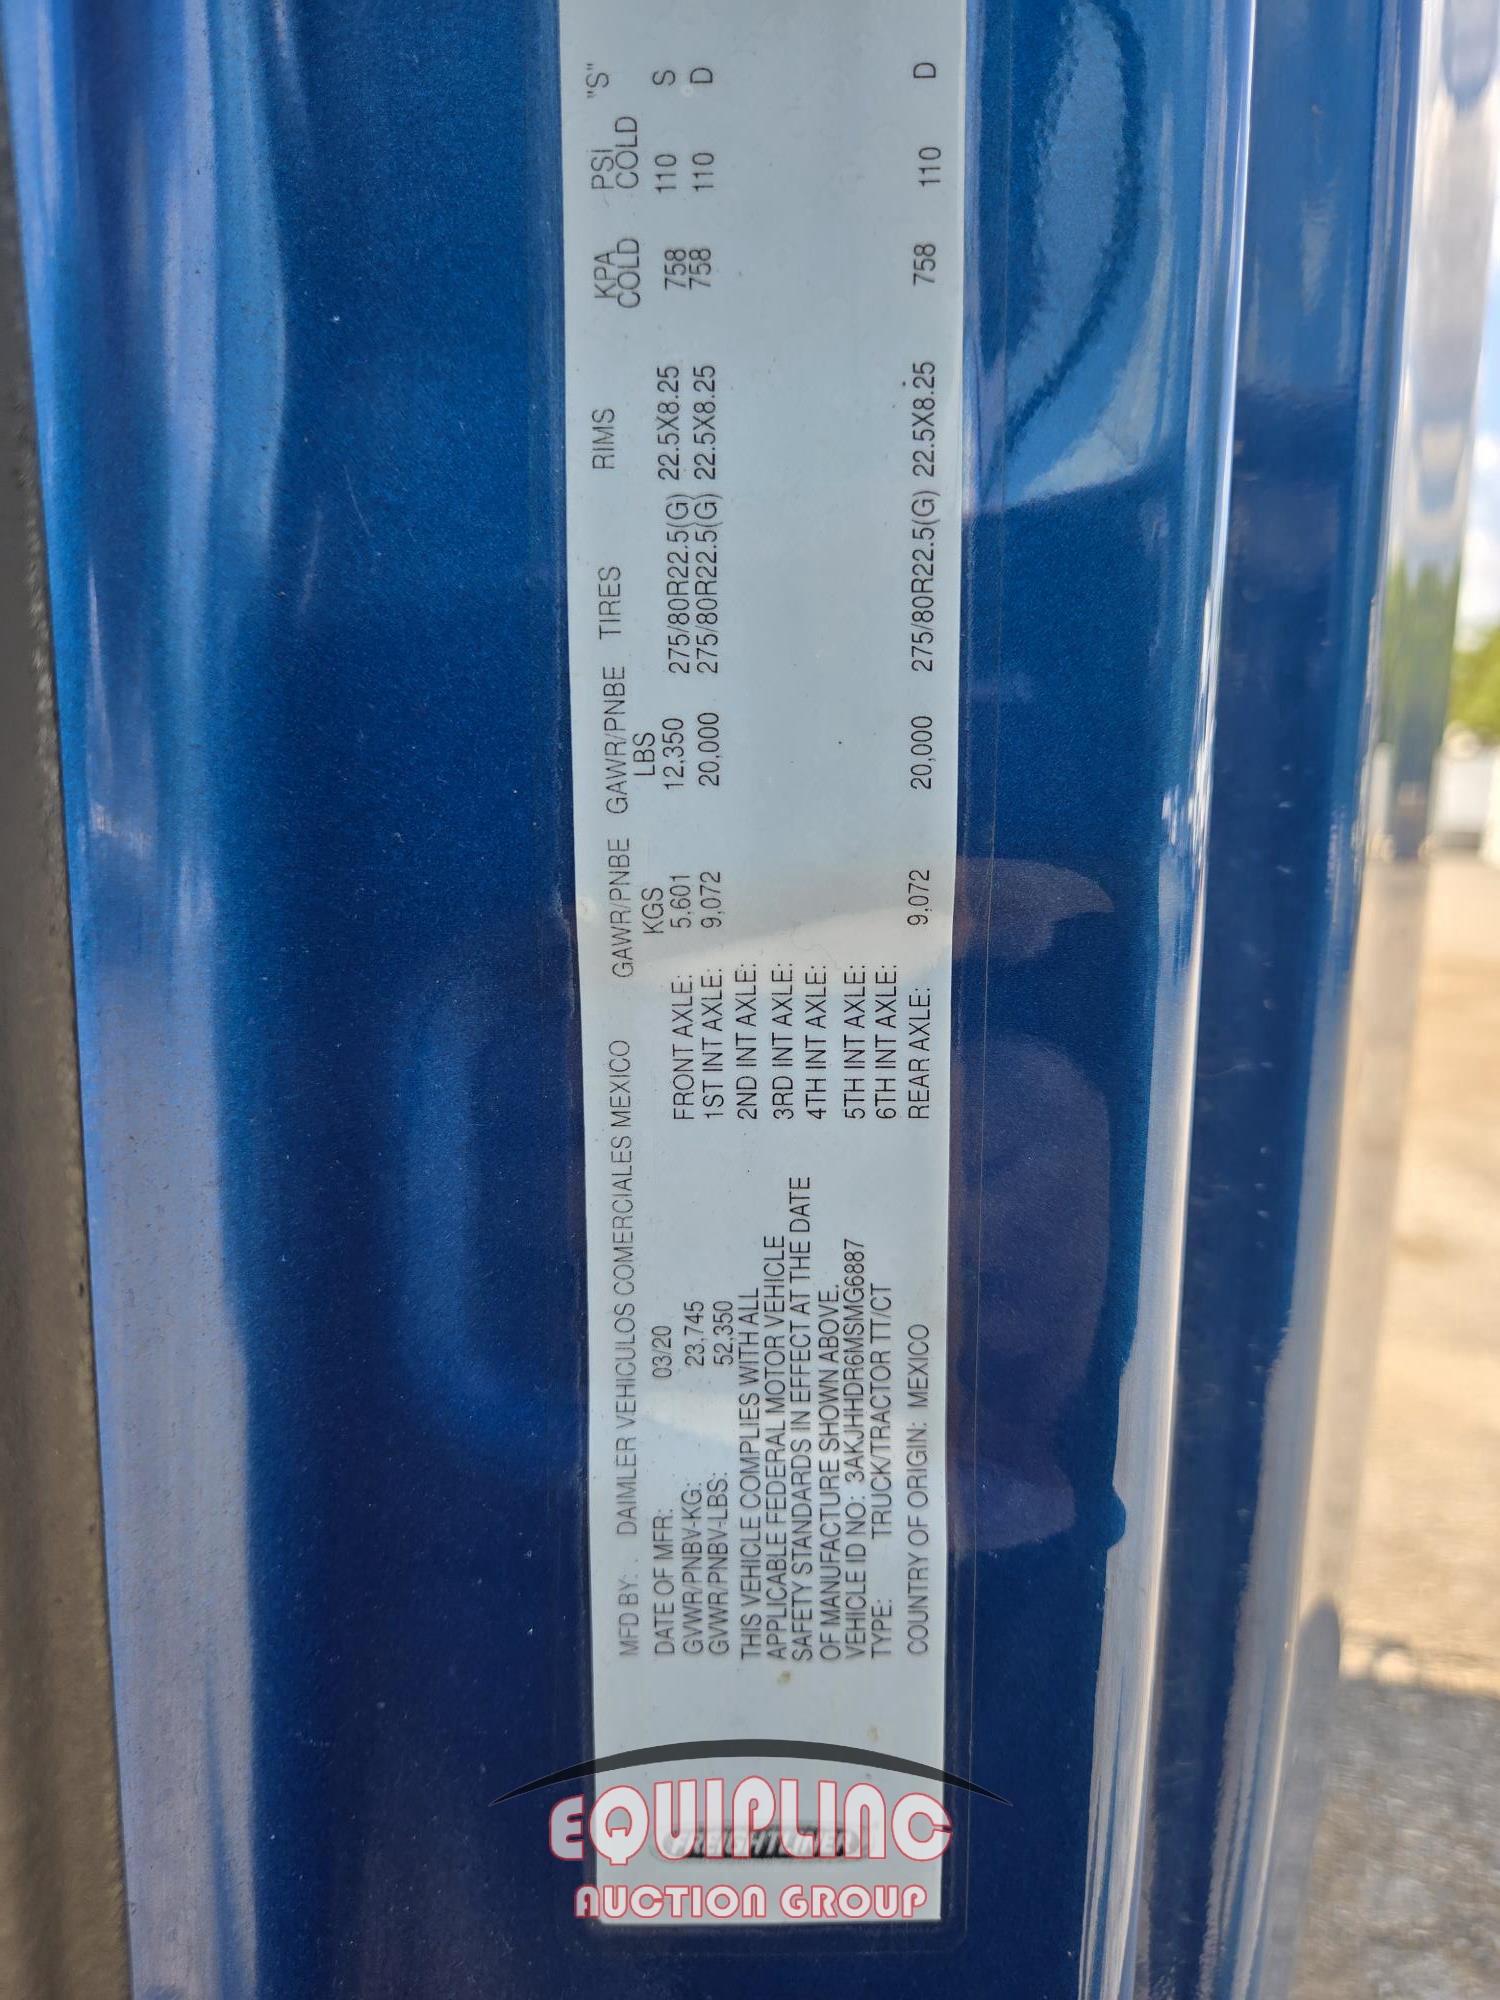 MFD BY: DAIMLER VEHICULOS COMERCIALES MEXICO
DATE OF MFR: 03/20
GVWR/PNBV-KG: 23,745
GVWR/PNBV-LBS: 52,350
THIS VEHICLE COMPLIES WITH ALL
APPLICABLE FEDERAL MOTOR VEHICLE
SAFETY STANDARDS IN EFFECT AT THE DATE
OF MANUFACTURE SHOWN ABOVE.
VEHICLE ID NO: 3AKJHHDR6MSMG6887
TYPE: TRUCK/TRACTOR TT/CT
COUNTRY OF ORIGIN: MEXICO
GAWR/PNBE GAWR/PNBE TIRES RIMS KPA PSI "S"
KGS LBS COLD COLD
FRONT AXLE: 5,601 12,350 275/80R22.5(G) 22.5X8.25 758 110 S
1ST INT AXLE: 9,072 20,000 275/80R22.5(G) 22.5X8.25 758 110 D
2ND INT AXLE:
3RD INT AXLE:
4TH INT AXLE:
5TH INT AXLE:
6TH INT AXLE:
REAR AXLE: 9,072 20,000 275/80R22.5(G) 22.5X8.25 758 110 D
FREIGHTLINER
EQUIPLINC
AUCTION GROUP